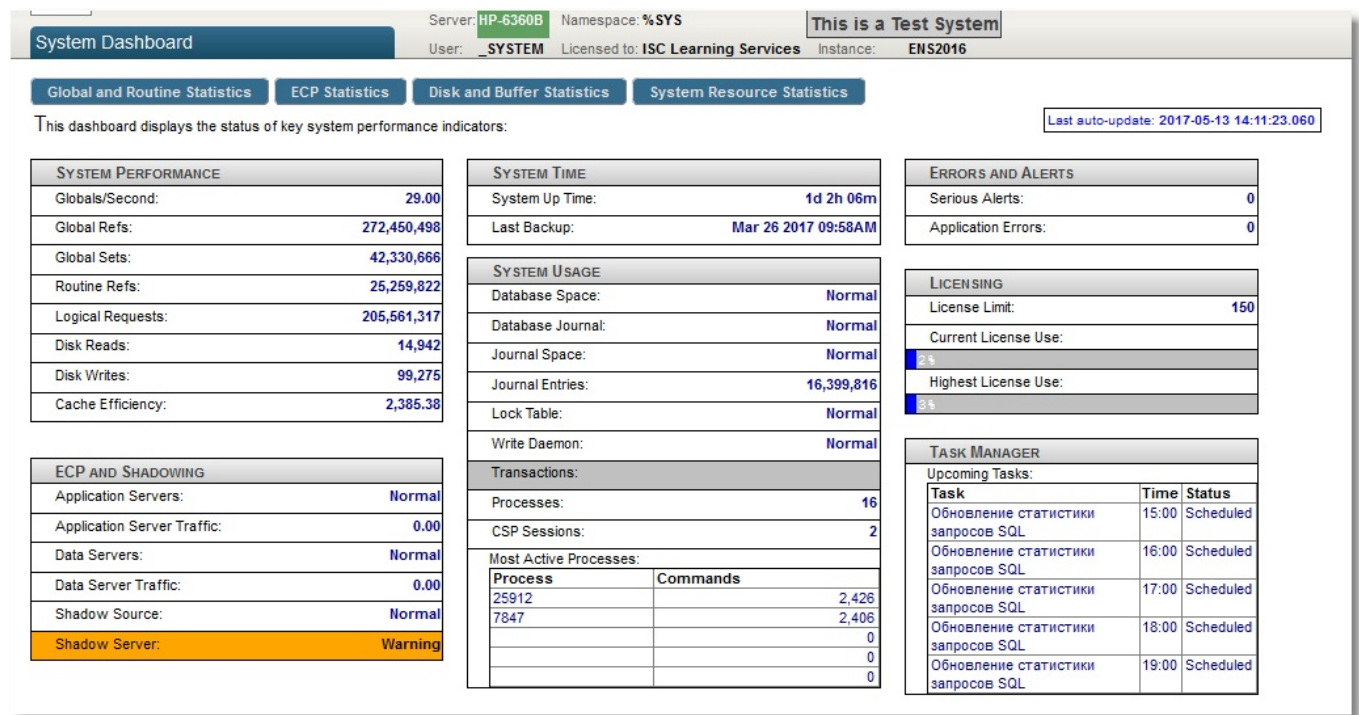 Server: HP-6360B Namespace: %SYS This is a Test System
System Dashboard
User: _SYSTEM Licensed to: ISC Learning Services Instance: ENS2016
Global and Routine Statistics ECP Statistics Disk and Buffer Statistics System Resource Statistics
This dashboard displays the status of key system performance indicators:
Last auto-update: 2017-05-13 14:11:23.060
SYSTEM PERFORMANCE
Globals/Second: 29.00
Global Refs: 272,450,498
Global Sets: 42,330,666
Routine Refs: 25,259,822
Logical Requests: 205,561,317
Disk Reads: 14,942
Disk Writes: 99,275
Cache Efficiency: 2,385.38
ECP AND SHADOWING
Application Servers: Normal
Application Server Traffic: 0.00
Data Servers: Normal
Data Server Traffic: 0.00
Shadow Source: Normal
Shadow Server: Warning
SYSTEM TIME
System Up Time: 1d 2h 06m
Last Backup: Mar 26 2017 09:58AM
SYSTEM USAGE
Database Space: Normal
Database Journal: Normal
Journal Space: Normal
Journal Entries: 16,399,816
Lock Table: Normal
Write Daemon: Normal
Transactions:
Processes: 16
CSP Sessions: 2
Most Active Processes:
Process Commands
25912 2,426
7847 2,406
0
0
0
ERRORS AND ALERTS
Serious Alerts: 0
Application Errors: 0
LICENSING
License Limit: 150
Current License Use:
2%
Highest License Use:
3%
TASK MANAGER
Upcoming Tasks:
Task Time Status
Обновление статистики 15:00 Scheduled
запросов SQL
Обновление статистики 16:00 Scheduled
запросов SQL
Обновление статистики 17:00 Scheduled
запросов SQL
Обновление статистики 18:00 Scheduled
запросов SQL
Обновление статистики 19:00 Scheduled
запросов SQL